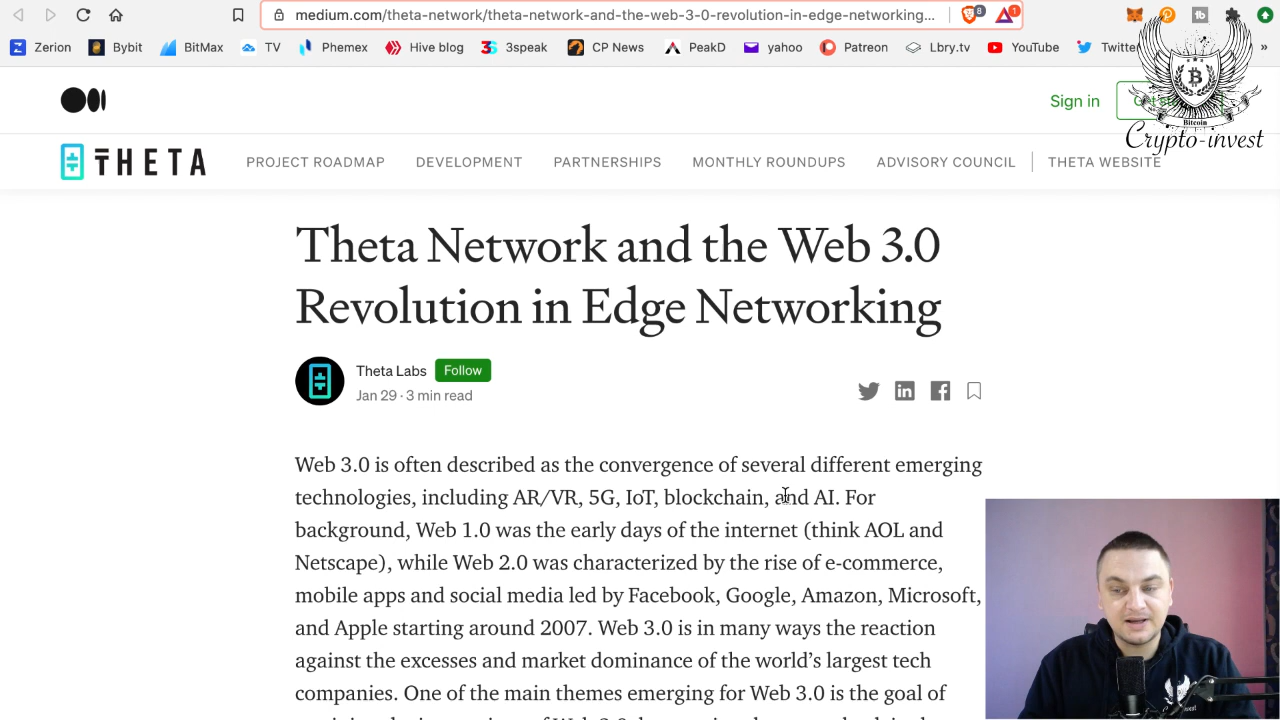 medium.com/theta-network/theta-network-and-the-web-3-0-revolution-in-edge-networking...
8
1
Zerion Bybit BitMax TV Phemex Hive blog 3speak CP News PeakD yahoo Patreon Lbry.tv YouTube Twitte »
Sign in
Bitcoin
Crypto-invest
THETA PROJECT ROADMAP DEVELOPMENT PARTNERSHIPS MONTHLY ROUNDUPS ADVISORY COUNCIL THETA WEBSITE
Theta Network and the Web 3.0
Revolution in Edge Networking
Theta Labs Follow
Jan 29 · 3 min read
Web 3.0 is often described as the convergence of several different emerging
technologies, including AR/VR, 5G, IoT, blockchain, and AI. For
background, Web 1.0 was the early days of the internet (think AOL and
Netscape), while Web 2.0 was characterized by the rise of e-commerce,
mobile apps and social media led by Facebook, Google, Amazon, Microsoft,
and Apple starting around 2007. Web 3.0 is in many ways the reaction
against the excesses and market dominance of the world’s largest tech
companies. One of the main themes emerging for Web 3.0 is the goal of